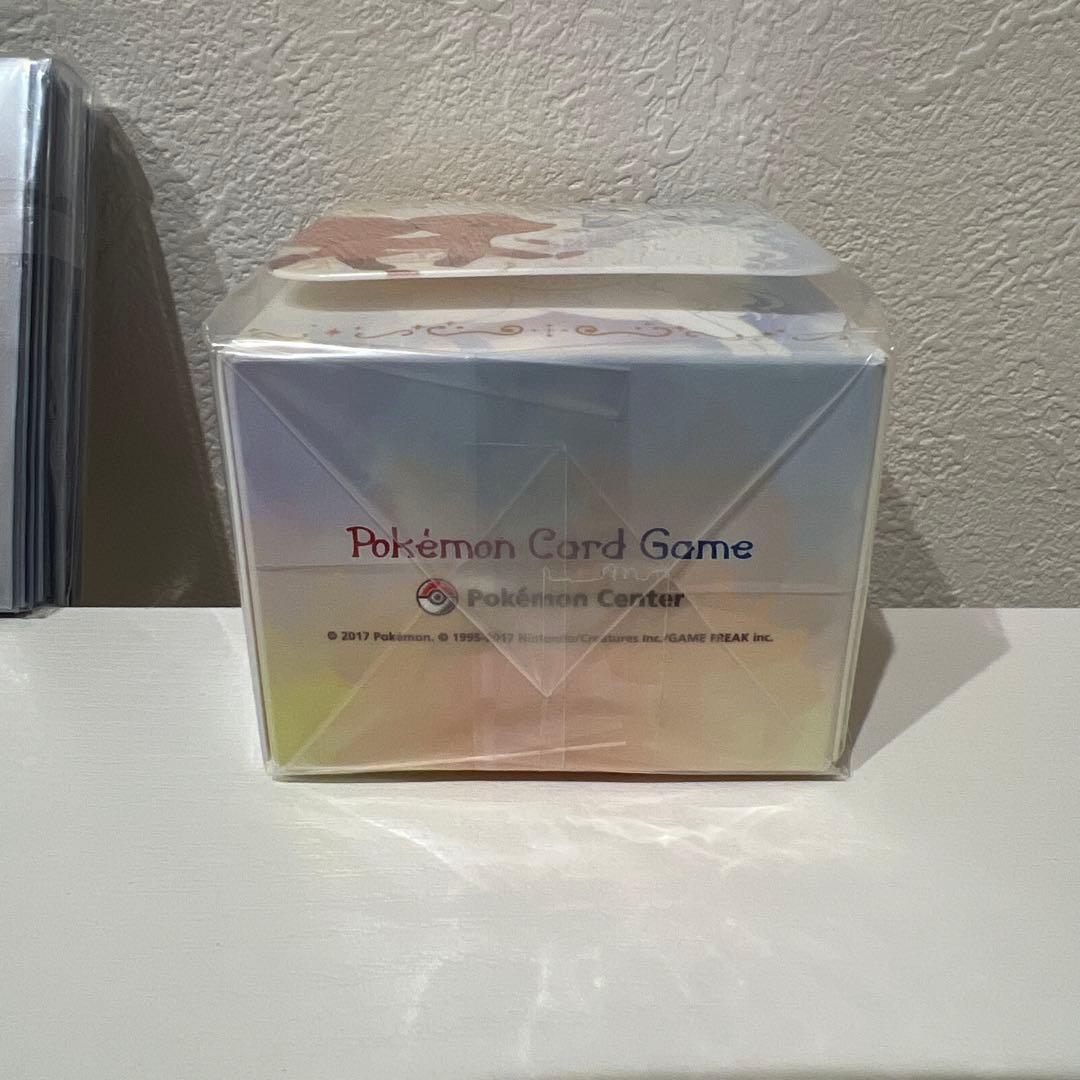 Pokémon Card Game
Pokémon Center
© 2017 Pokémon. © 1995-2017 Nintendo/Creatures Inc./GAME FREAK inc.